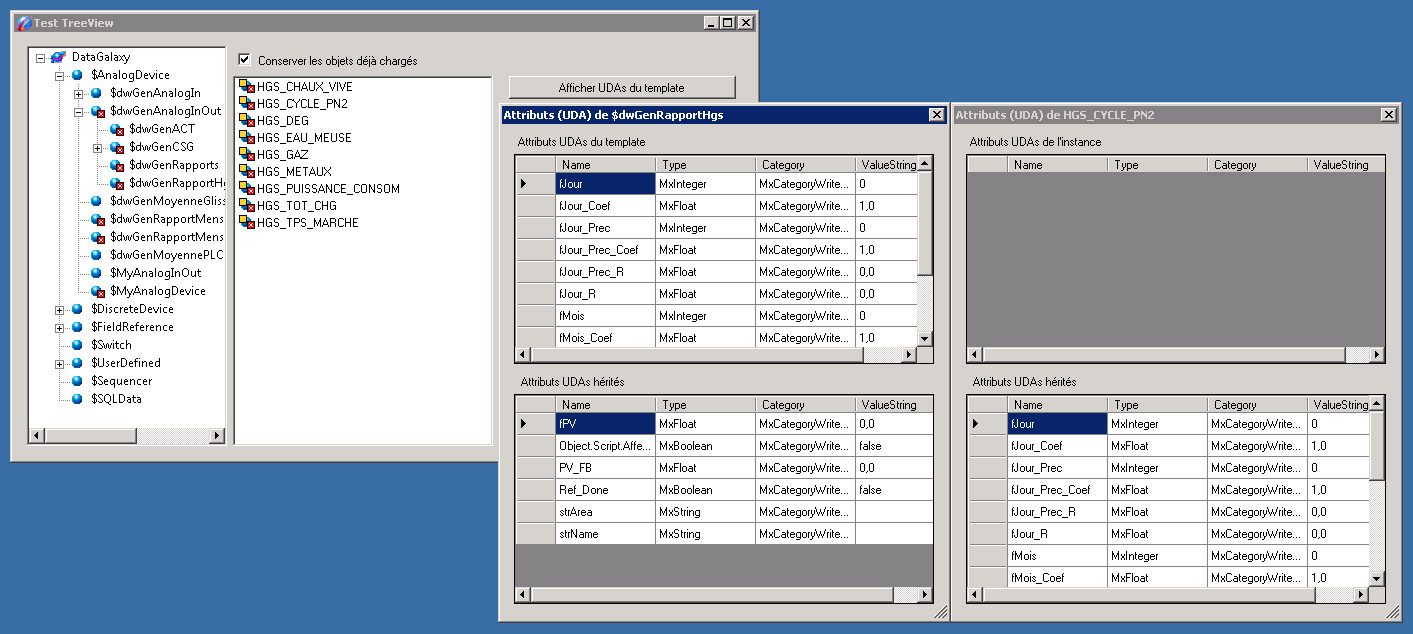 Test TreeView
DataGalaxy
$AnalogDevice
$dwGenAnalogIn
$dwGenAnalogInOut
$dwGenACT
$dwGenCSG
$dwGenRapports
$dwGenRapportHg
$dwGenMoyenneGliss
$dwGenRapportMens
$dwGenRapportMens
$dwGenMoyennePLC
$MyAnalogInOut
$MyAnalogDevice
$DiscreteDevice
$FieldReference
$Switch
$UserDefined
$Sequencer
$SQLData
Conserver les objets déjà chargés
HGS_CHAUX_VIVE
HGS_CYCLE_PN2
HGS_DEG
HGS_EAU_MEUSE
HGS_GAZ
HGS_METAUX
HGS_PUISSANCE_CONSOM
HGS_TOT_CHG
HGS_TPS_MARCHE
Afficher UDAs du template
Attributs (UDA) de $dwGenRapportHgs
Attributs UDAs du template
Name Type Category ValueString
fJour MxInteger MxCategoryWrite... 0
fJour_Coef MxFloat MxCategoryWrite... 1,0
fJour_Prec MxInteger MxCategoryWrite... 0
fJour_Prec_Coef MxFloat MxCategoryWrite... 1,0
fJour_Prec_R MxFloat MxCategoryWrite... 0,0
fJour_R MxFloat MxCategoryWrite... 0,0
fMois MxInteger MxCategoryWrite... 0
fMois_Coef MxFloat MxCategoryWrite... 1,0
Attributs UDAs hérités
Name Type Category ValueString
fPV MxFloat MxCategoryWrite... 0,0
Object.Script.Affe... MxBoolean MxCategoryWrite... false
PV_FB MxFloat MxCategoryWrite... 0,0
Ref_Done MxBoolean MxCategoryWrite... false
strArea MxString MxCategoryWrite...
strName MxString MxCategoryWrite...
Attributs (UDA) de HGS_CYCLE_PN2
Attributs UDAs de l'instance
Name Type Category ValueString
Attributs UDAs hérités
Name Type Category ValueString
fJour MxInteger MxCategoryWrite... 0
fJour_Coef MxFloat MxCategoryWrite... 1,0
fJour_Prec MxInteger MxCategoryWrite... 0
fJour_Prec_Coef MxFloat MxCategoryWrite... 1,0
fJour_Prec_R MxFloat MxCategoryWrite... 0,0
fJour_R MxFloat MxCategoryWrite... 0,0
fMois MxInteger MxCategoryWrite... 0
fMois_Coef MxFloat MxCategoryWrite... 1,0